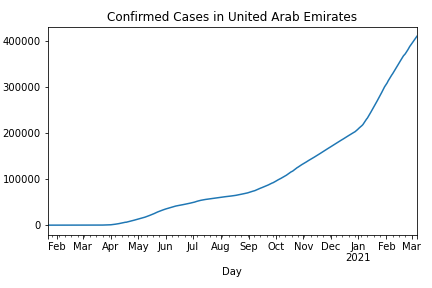 Confirmed Cases in United Arab Emirates
400000
300000
200000
100000
0
Feb Mar Apr May Jun Jul Aug Sep Oct Nov Dec Jan Feb Mar
2021
Day